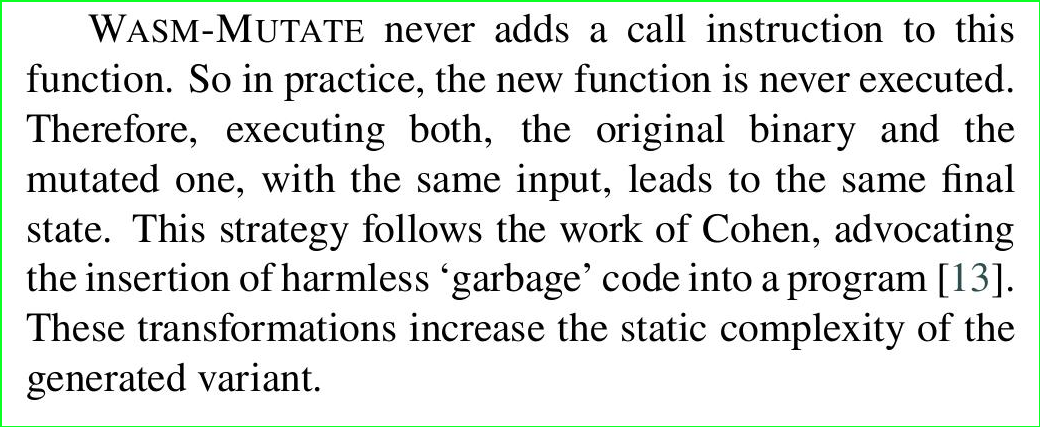 WASM-MUTATE never adds a call instruction to this
function. So in practice, the new function is never executed.
Therefore, executing both, the original binary and the
mutated one, with the same input, leads to the same final
state. This strategy follows the work of Cohen, advocating
the insertion of harmless ‘garbage’ code into a program [13].
These transformations increase the static complexity of the
generated variant.